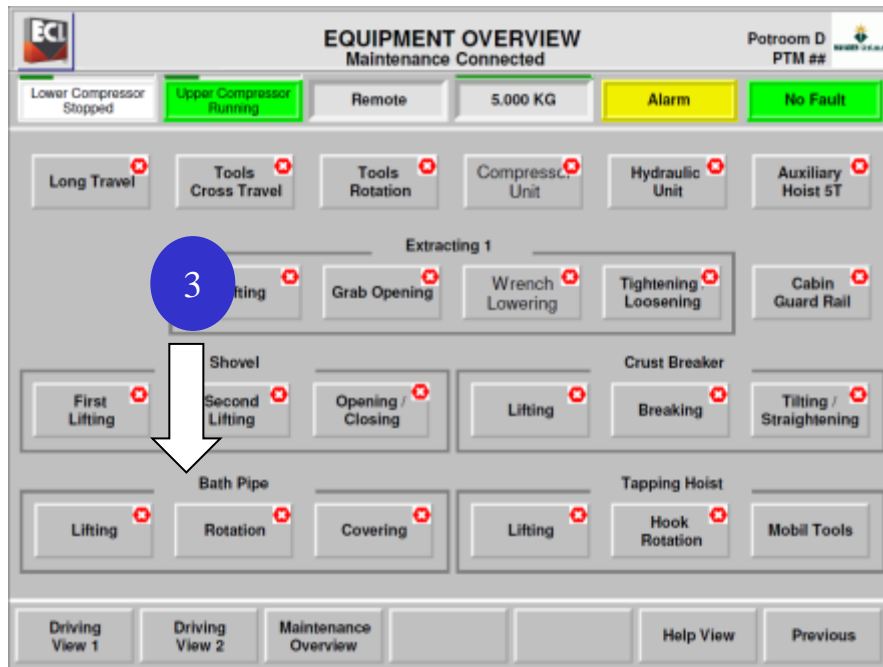 ECL
EQUIPMENT OVERVIEW
Maintenance Connected
Potroom D
PTM ##
Lower Compressor
Stopped
Upper Compressor
Running
Remote
5.000 KG
Alarm
No Fault
Long Travel
Tools
Cross Travel
Tools
Rotation
Compressor
Unit
Hydraulic
Unit
Auxiliary
Hoist 5T
Extracting 1
3
Grab Opening
Wrench
Lowering
Tightening /
Loosening
Cabin
Guard Rail
Shovel
First
Lifting
Second
Lifting
Opening /
Closing
Crust Breaker
Lifting
Breaking
Tilting /
Straightening
Bath Pipe
Lifting
Rotation
Covering
Tapping Hoist
Lifting
Hook
Rotation
Mobil Tools
Driving
View 1
Driving
View 2
Maintenance
Overview
Help View
Previous